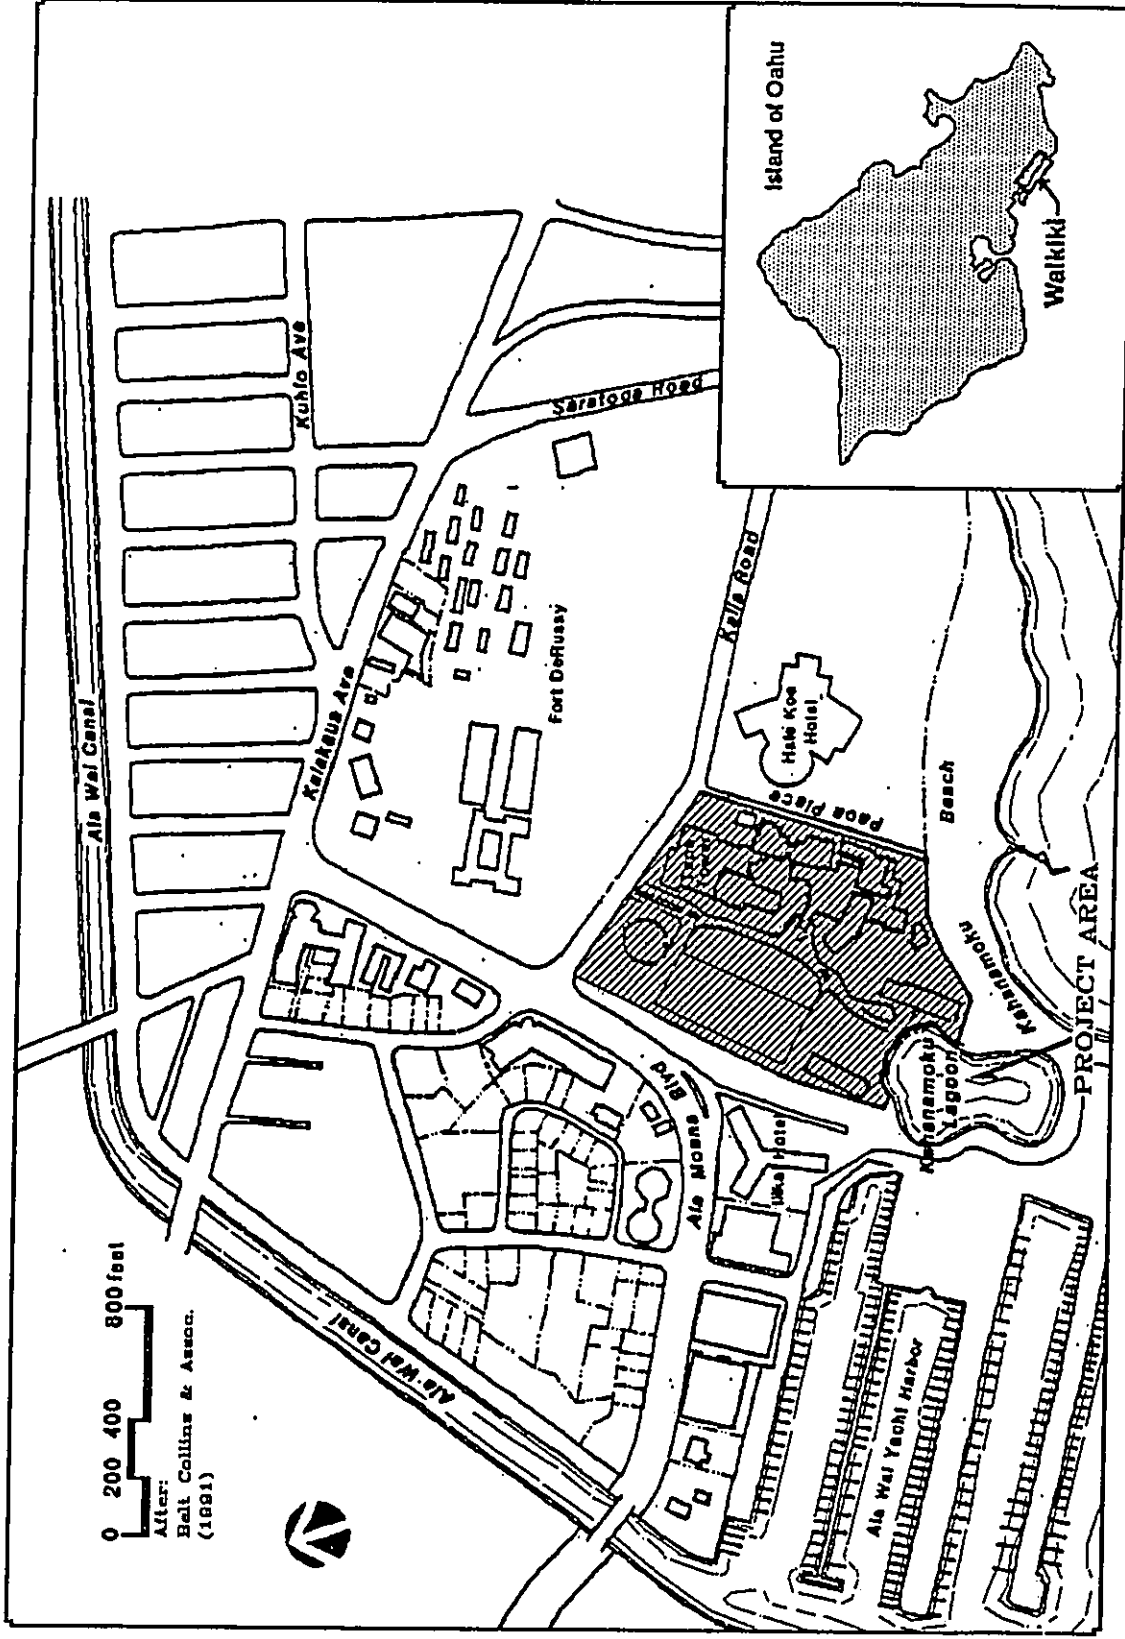 Island of Oahu
Waikiki
Ala Wai Canal
Kuhio Ave
Kalakaua Ave
Saratoga Road
Fort DeRussy
Kalia Road
Hale Koa
Hotel
Paoa Place
Beach
Kahanamoku
Kahanamoku
Lagoon
PROJECT AREA
Ala Moana Blvd
Ilikai Hotel
Ala Wai Canal
Ala Wai Yacht Harbor
0 200 400 800 feet
After:
Belt Collins & Assoc.
(1991)